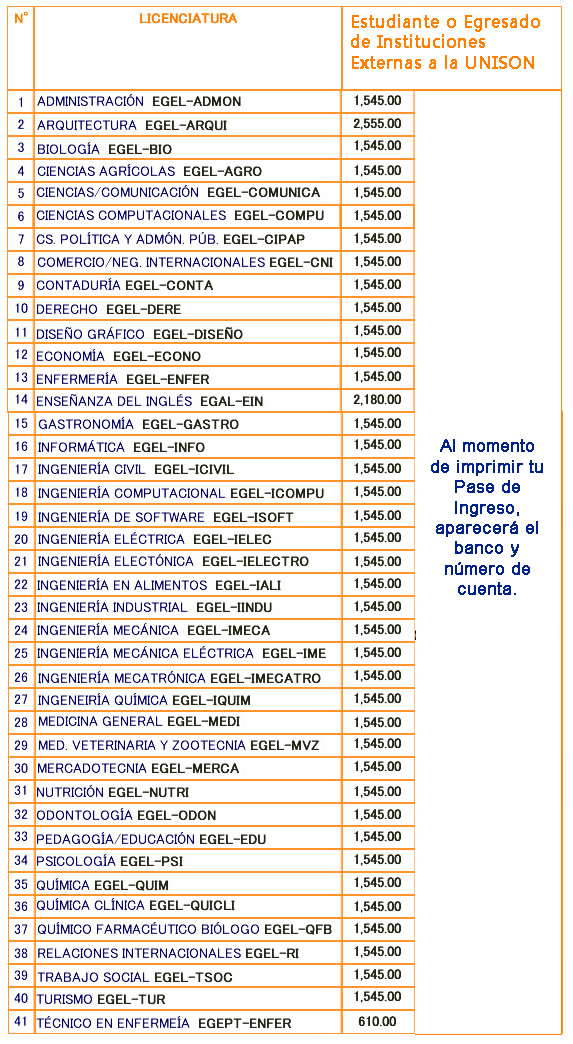 N° LICENCIATURA Estudiante o Egresado
de Instituciones
Externas a la UNISON
1 ADMINISTRACIÓN EGEL-ADMON 1,545.00
2 ARQUITECTURA EGEL-ARQUI 2,555.00
3 BIOLOGÍA EGEL-BIO 1,545.00
4 CIENCIAS AGRÍCOLAS EGEL-AGRO 1,545.00
5 CIENCIAS/COMUNICACIÓN EGEL-COMUNICA 1,545.00
6 CIENCIAS COMPUTACIONALES EGEL-COMPU 1,545.00
7 CS. POLÍTICA Y ADMÓN. PÚB. EGEL-CIPAP 1,545.00
8 COMERCIO/NEG. INTERNACIONALES EGEL-CNI 1,545.00
9 CONTADURÍA EGEL-CONTA 1,545.00
10 DERECHO EGEL-DERE 1,545.00
11 DISEÑO GRÁFICO EGEL-DISEÑO 1,545.00
12 ECONOMÍA EGEL-ECONO 1,545.00
13 ENFERMERÍA EGEL-ENFER 1,545.00
14 ENSEÑANZA DEL INGLÉS EGAL-EIN 2,180.00
15 GASTRONOMÍA EGEL-GASTRO 1,545.00
16 INFORMÁTICA EGEL-INFO 1,545.00
17 INGENIERÍA CIVIL EGEL-ICIVIL 1,545.00
18 INGENIERÍA COMPUTACIONAL EGEL-ICOMPU 1,545.00
19 INGENIERÍA DE SOFTWARE EGEL-ISOFT 1,545.00
20 INGENIERÍA ELÉCTRICA EGEL-IELEC 1,545.00
21 INGENIERÍA ELECTÓNICA EGEL-IELECTRO 1,545.00
22 INGENIERÍA EN ALIMENTOS EGEL-IALI 1,545.00
23 INGENIERÍA INDUSTRIAL EGEL-IINDU 1,545.00
24 INGENIERÍA MECÁNICA EGEL-IMECA 1,545.00
25 INGENIERÍA MECÁNICA ELÉCTRICA EGEL-IME 1,545.00
26 INGENIERÍA MECATRÓNICA EGEL-IMECATRO 1,545.00
27 INGENEIRÍA QUÍMICA EGEL-IQUIM 1,545.00
28 MEDICINA GENERAL EGEL-MEDI 1,545.00
29 MED. VETERINARIA Y ZOOTECNIA EGEL-MVZ 1,545.00
30 MERCADOTECNIA EGEL-MERCA 1,545.00
31 NUTRICIÓN EGEL-NUTRI 1,545.00
32 ODONTOLOGÍA EGEL-ODON 1,545.00
33 PEDAGOGÍA/EDUCACIÓN EGEL-EDU 1,545.00
34 PSICOLOGÍA EGEL-PSI 1,545.00
35 QUÍMICA EGEL-QUIM 1,545.00
36 QUÍMICA CLÍNICA EGEL-QUICLI 1,545.00
37 QUÍMICO FARMACÉUTICO BIÓLOGO EGEL-QFB 1,545.00
38 RELACIONES INTERNACIONALES EGEL-RI 1,545.00
39 TRABAJO SOCIAL EGEL-TSOC 1,545.00
40 TURISMO EGEL-TUR 1,545.00
41 TÉCNICO EN ENFERMEÍA EGEPT-ENFER 610.00
Al momento
de imprimir tu
Pase de
Ingreso,
aparecerá el
banco y
número de
cuenta.